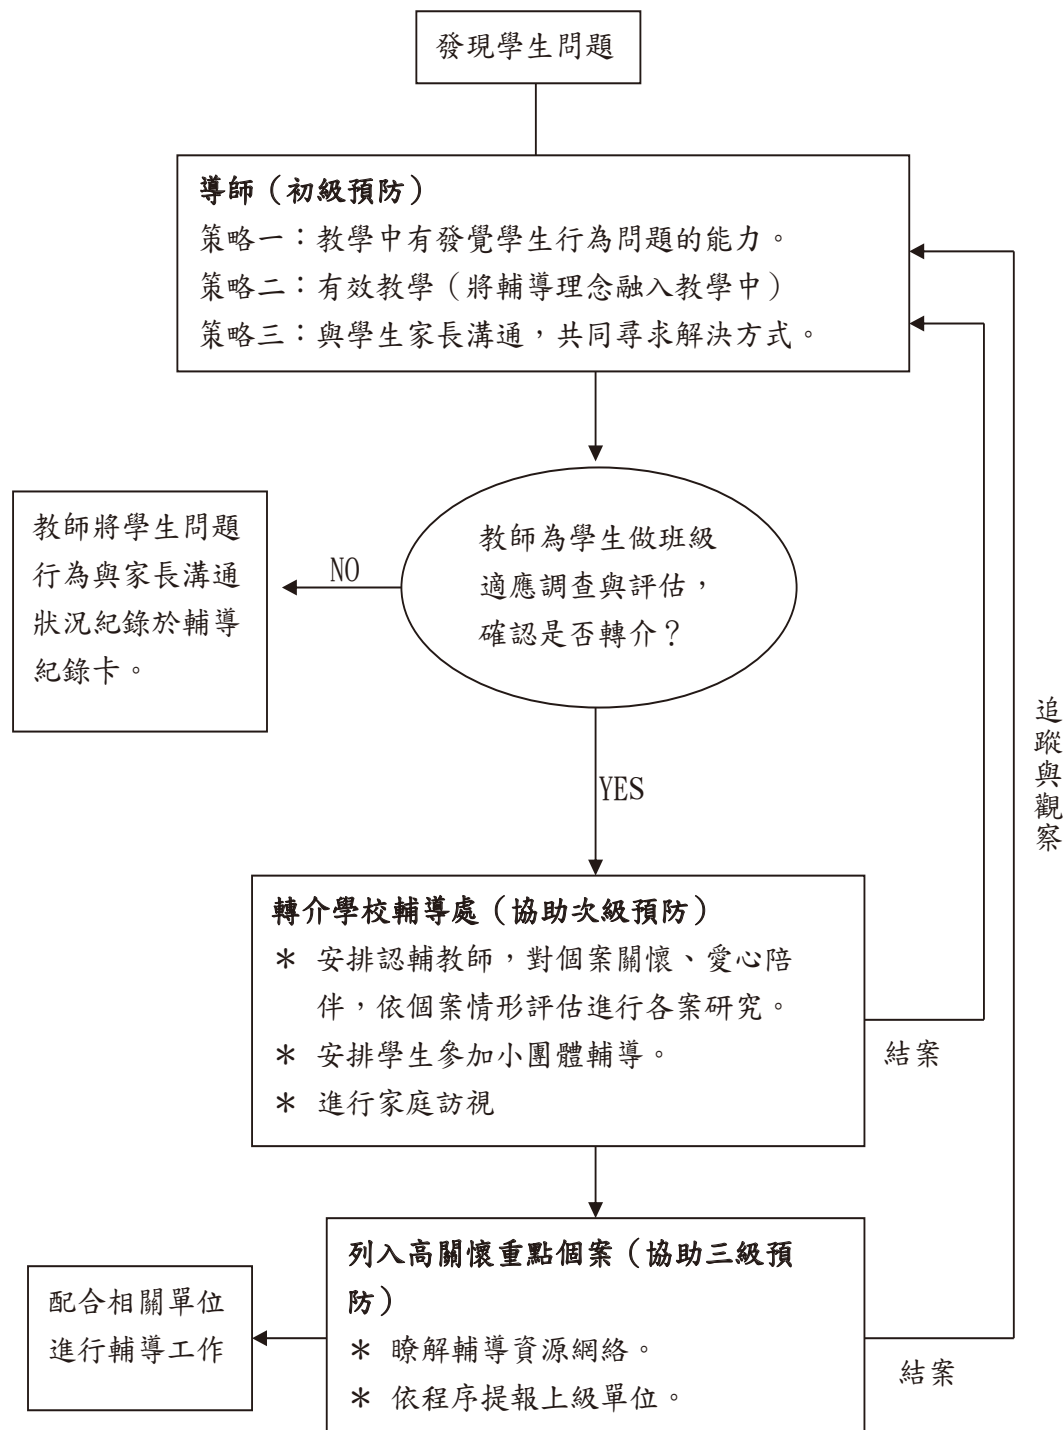 發現學生問題
導師（初級預防）
策略一：教學中有發覺學生行為問題的能力。
策略二：有效教學（將輔導理念融入教學中）
策略三：與學生家長溝通，共同尋求解決方式。
教師為學生做班級
適應調查與評估，
確認是否轉介？
NO
教師將學生問題
行為與家長溝通
狀況紀錄於輔導
紀錄卡。
YES
轉介學校輔導處（協助次級預防）
＊ 安排認輔教師，對個案關懷、愛心陪
伴，依個案情形評估進行各案研究。
＊ 安排學生參加小團體輔導。
＊ 進行家庭訪視
結案
追蹤與觀察
列入高關懷重點個案（協助三級預
防）
＊ 瞭解輔導資源網絡。
＊ 依程序提報上級單位。
結案
配合相關單位
進行輔導工作